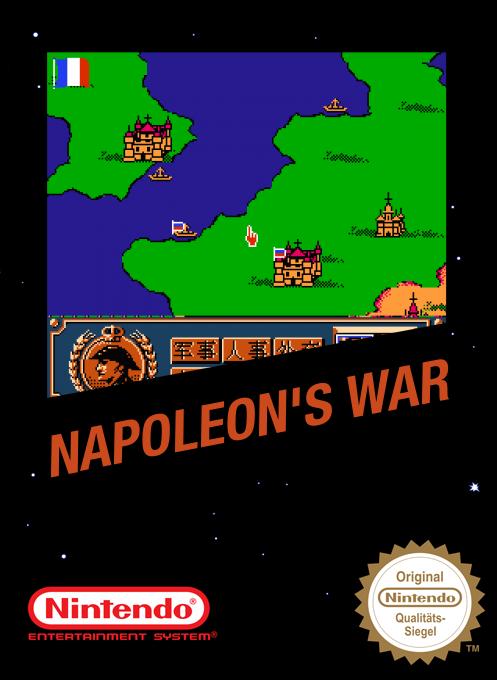 軍事 人事 外交
NAPOLEON'S WAR
Nintendo®
ENTERTAINMENT SYSTEM®
Original
Nintendo
Qualitäts-
Siegel
TM